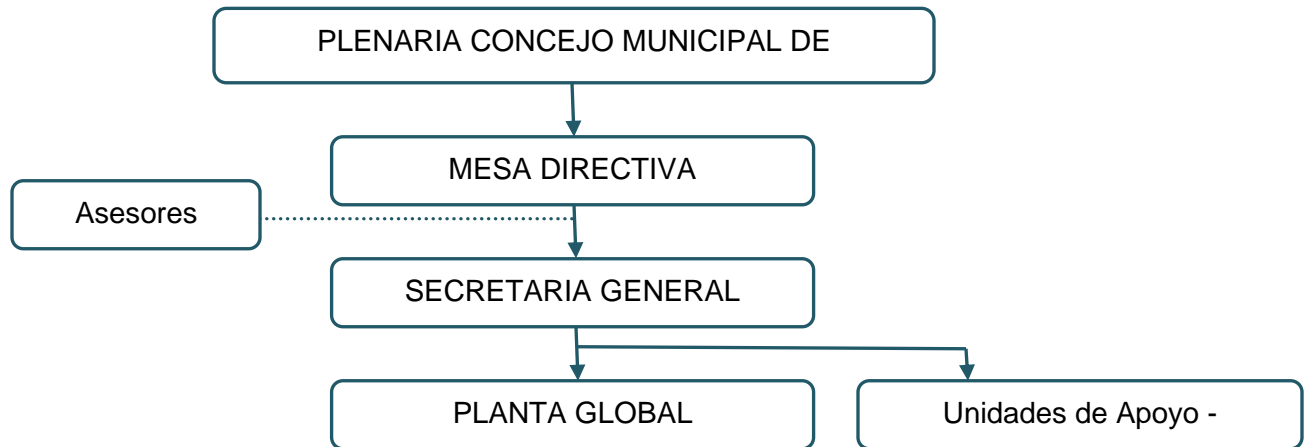 PLENARIA CONCEJO MUNICIPAL DE
MESA DIRECTIVA
Asesores
SECRETARIA GENERAL
PLANTA GLOBAL
Unidades de Apoyo -